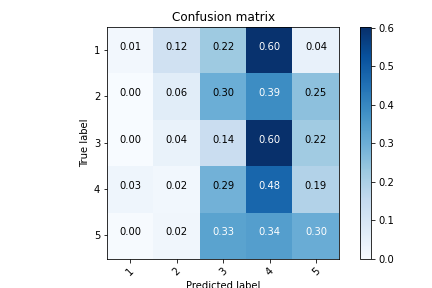 Confusion matrix
0.6
1 0.01 0.12 0.22 0.60 0.04
0.5
2 0.00 0.06 0.30 0.39 0.25
0.4
True label
3 0.00 0.04 0.14 0.60 0.22
0.3
0.2
4 0.03 0.02 0.29 0.48 0.19
0.1
5 0.00 0.02 0.33 0.34 0.30
0.0
1 2 3 4 5
Predicted label